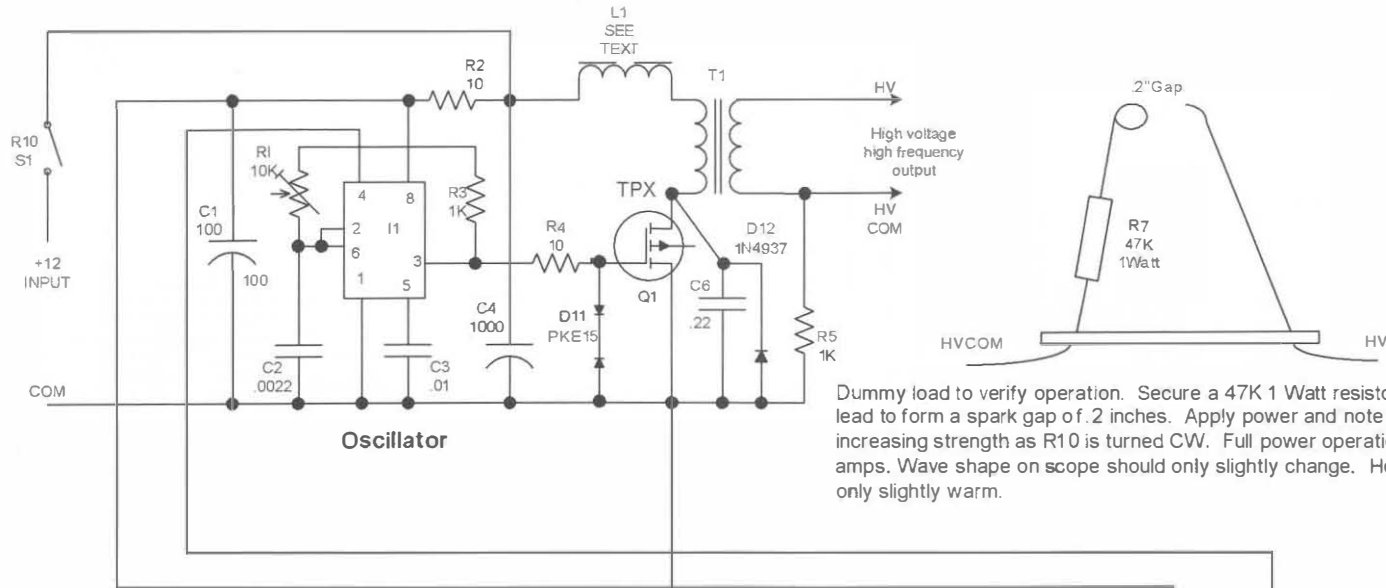 L1
SEE
TEXT
R2
10
T1
HV
.2"Gap
R10
S1
High voltage
high frequency
output
R1
10K
4
8
R3
1K
TPX
HV
COM
C1
100
2
I1
6
3
R4
10
D12
1N4937
R7
47K
1Watt
+12
INPUT
100
1
5
Q1
C6
.22
C4
1000
D11
PKE15
R5
1K
HVCOM
HV
C2
.0022
C3
.01
COM
Oscillator
Dummy load to verify operation. Secure a 47K 1 Watt resisto
lead to form a spark gap of .2 inches. Apply power and note
increasing strength as R10 is turned CW. Full power operatio
amps. Wave shape on scope should only slightly change. He
only slightly warm.